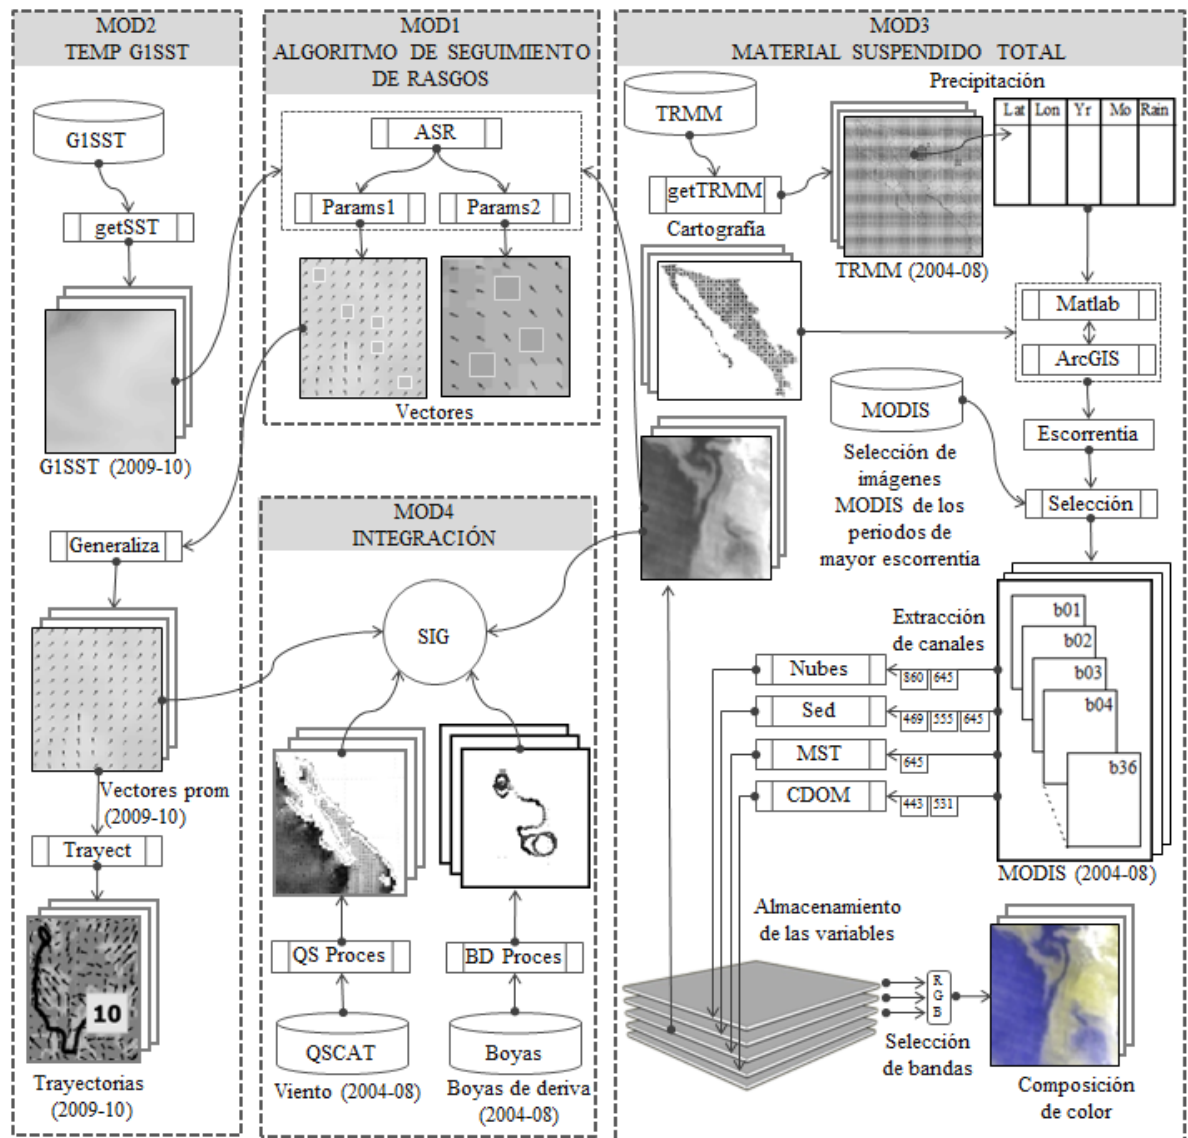 MOD2
TEMP G1SST
G1SST
getSST
G1SST (2009-10)
Generaliza
Vectores prom
(2009-10)
Trayect
10
Trayectorias
(2009-10)
MOD1
ALGORITMO DE SEGUIMIENTO
DE RASGOS
ASR
Params1
Params2
Vectores
MOD4
INTEGRACIÓN
SIG
QS Proces
BD Proces
QSCAT
Boyas
Viento (2004-08)
Boyas de deriva
(2004-08)
MOD3
MATERIAL SUSPENDIDO TOTAL
TRMM
Precipitación
Lat Lon Yr Mo Rain
getTRMM
TRMM (2004-08)
Cartografía
Matlab
ArcGIS
MODIS
Escorrentía
Selección de
imágenes
MODIS de los
periodos de
mayor escorrentía
Selección
b01
b02
b03
b04
b36
MODIS (2004-08)
Extracción
de canales
Nubes
860 645
Sed
469 555 645
MST
645
CDOM
443 531
Almacenamiento
de las variables
R
G
B
Selección
de bandas
Composición
de color